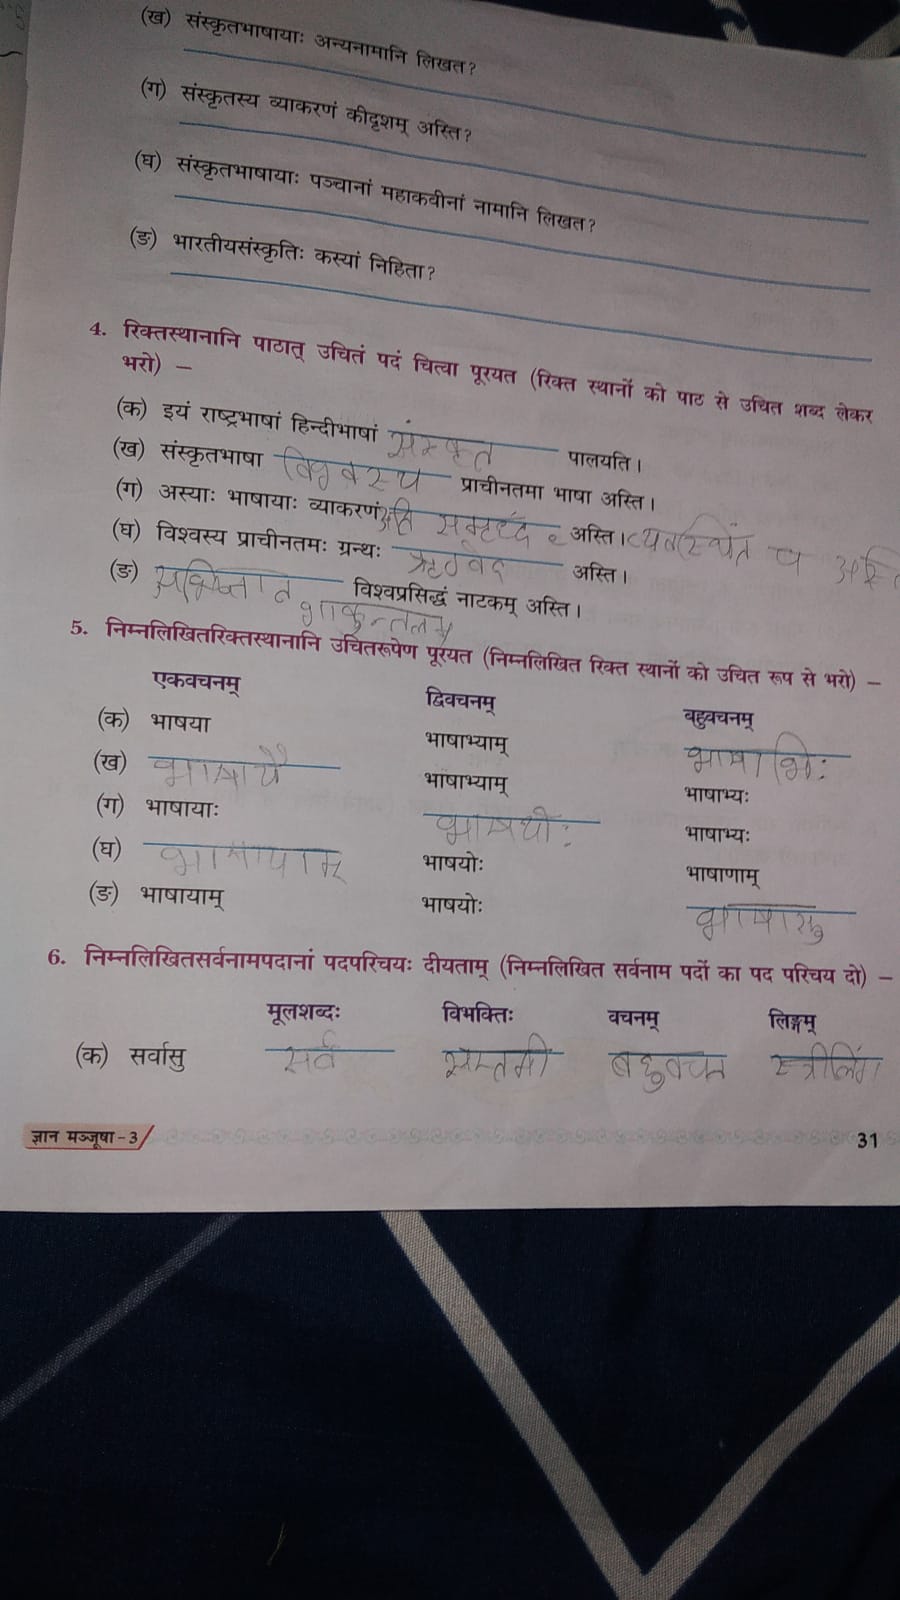 (ख) संस्कृतभाषायाः अन्यनामानि लिखत?
(ग) संस्कृतस्य व्याकरणं कीदृशम् अस्ति?
(घ) संस्कृतभाषायाः पञ्चानां महाकवीनां नामानि लिखत?
(ङ) भारतीयसंस्कृतिः कस्यां निहिता?
4. रिक्तस्थानानि पाठात् उचितं पदं चित्वा पूरयत (रिक्त स्थानों को पाठ से उचित शब्द लेकर
भरो) –
(क) इयं राष्ट्रभाषां हिन्दीभाषां संस्कृत पालयति।
(ख) संस्कृतभाषा विश्वस्य प्राचीनतमा भाषा अस्ति।
(ग) अस्याः भाषायाः व्याकरणं अति अस्ति। व्यवस्थितं च अस्ति
(घ) विश्वस्य प्राचीनतमः ग्रन्थः ऋग्वेद अस्ति।
(ङ) विश्वप्रसिद्धं नाटकम् अस्ति।
शाकुन्तलम्
5. निम्नलिखितरिक्तस्थानानि उचितरूपेण पूरयत (निम्नलिखित रिक्त स्थानों को उचित रूप से भरो) –
एकवचनम् द्विवचनम् बहुवचनम्
(क) भाषया भाषाभ्याम् भाषाभिः
(ख) भाषायै भाषाभ्याम् भाषाभ्यः
(ग) भाषायाः भाषयोः भाषाभ्यः
(घ) भाषायाम् भाषयोः भाषाणाम्
(ङ) भाषायाम् भाषयोः भाषासु
6. निम्नलिखितसर्वनामपदानां पदपरिचयः दीयताम् (निम्नलिखित सर्वनाम पदों का पद परिचय दो) –
मूलशब्दः विभक्तिः वचनम् लिङ्गम्
(क) सर्वासु सर्व सप्तमी बहुवचन स्त्रीलिंग
ज्ञान मञ्जूषा-3 31